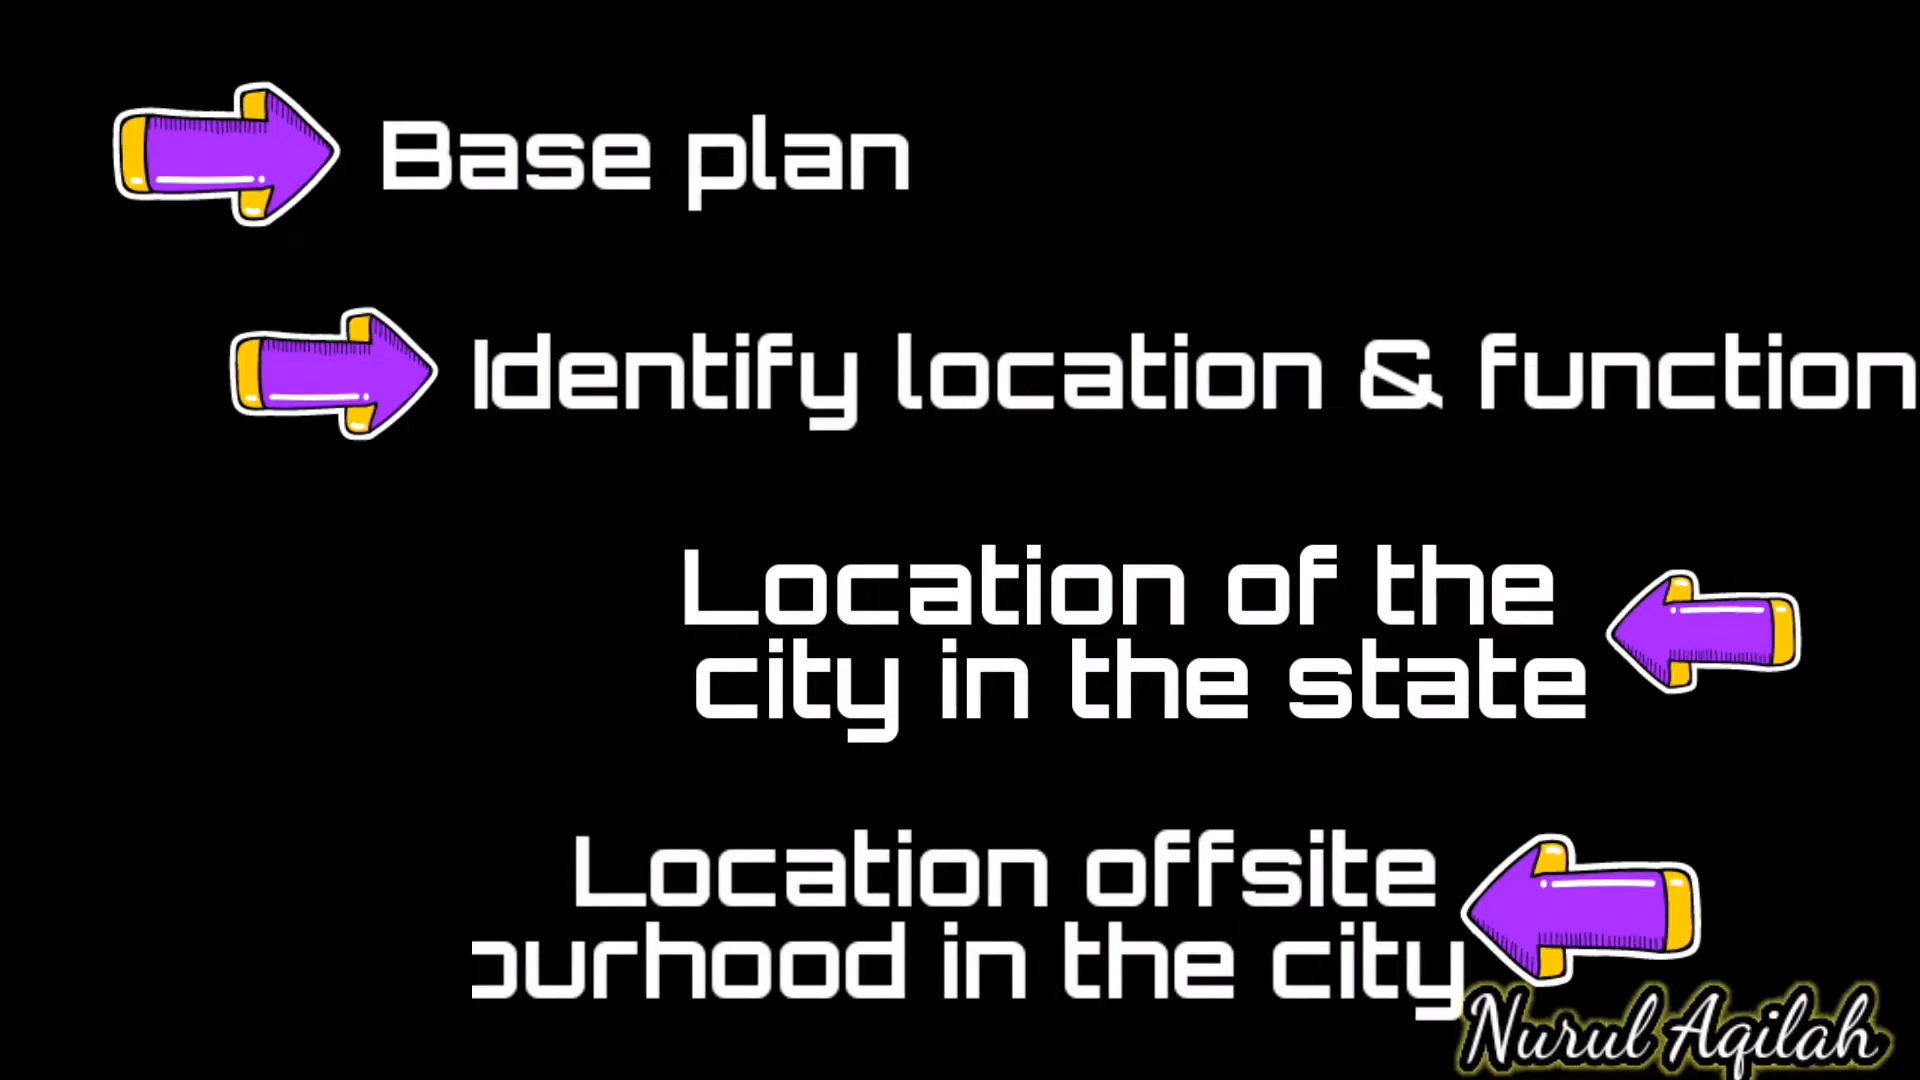 Base plan
Identify location & function
Location of the
city in the state
Location offsite
ourhood in the city
Nurul Aqilah